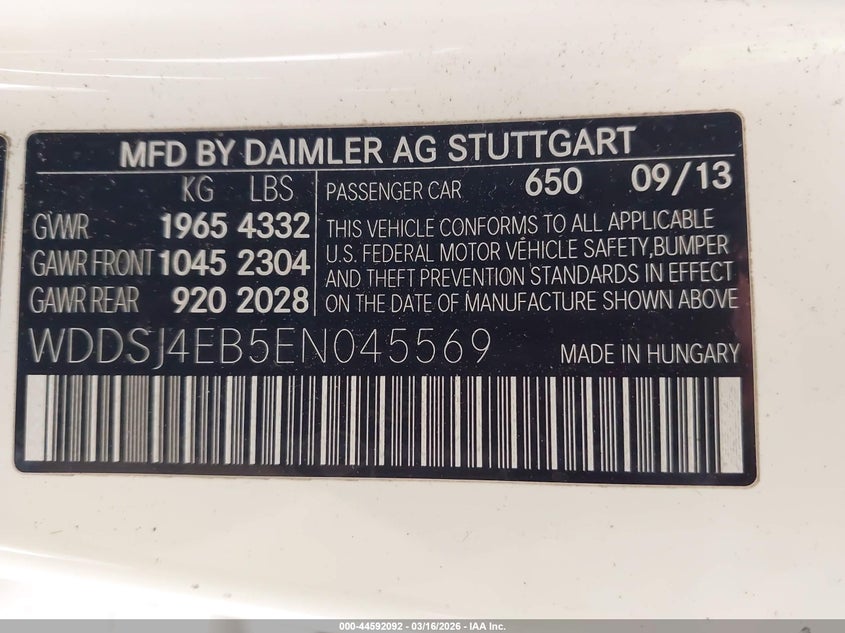 MFD BY DAIMLER AG STUTTGART
KG LBS
GVWR 1965 4332
GAWR FRONT 1045 2304
GAWR REAR 920 2028
PASSENGER CAR 650 09/13
THIS VEHICLE CONFORMS TO ALL APPLICABLE
U.S. FEDERAL MOTOR VEHICLE SAFETY,BUMPER
AND THEFT PREVENTION STANDARDS IN EFFECT
ON THE DATE OF MANUFACTURE SHOWN ABOVE
WDDSJ4EB5EN045569
MADE IN HUNGARY
000-44592092 - 03/16/2026 - IAA Inc.